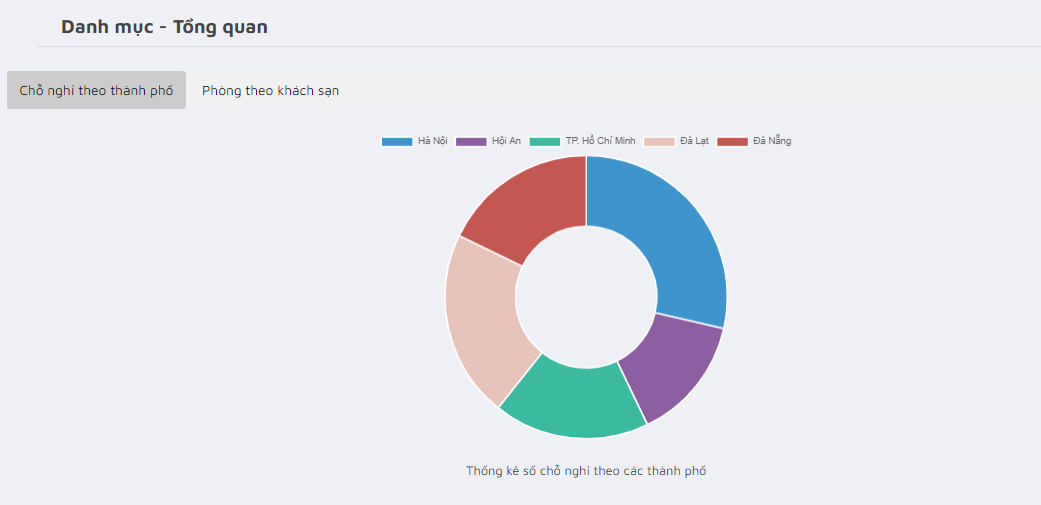 Danh mục - Tổng quan
Chỗ nghỉ theo thành phố
Phòng theo khách sạn
Hà Nội Hội An TP. Hồ Chí Minh Đà Lạt Đà Nẵng
Thống kê số chỗ nghỉ theo các thành phố